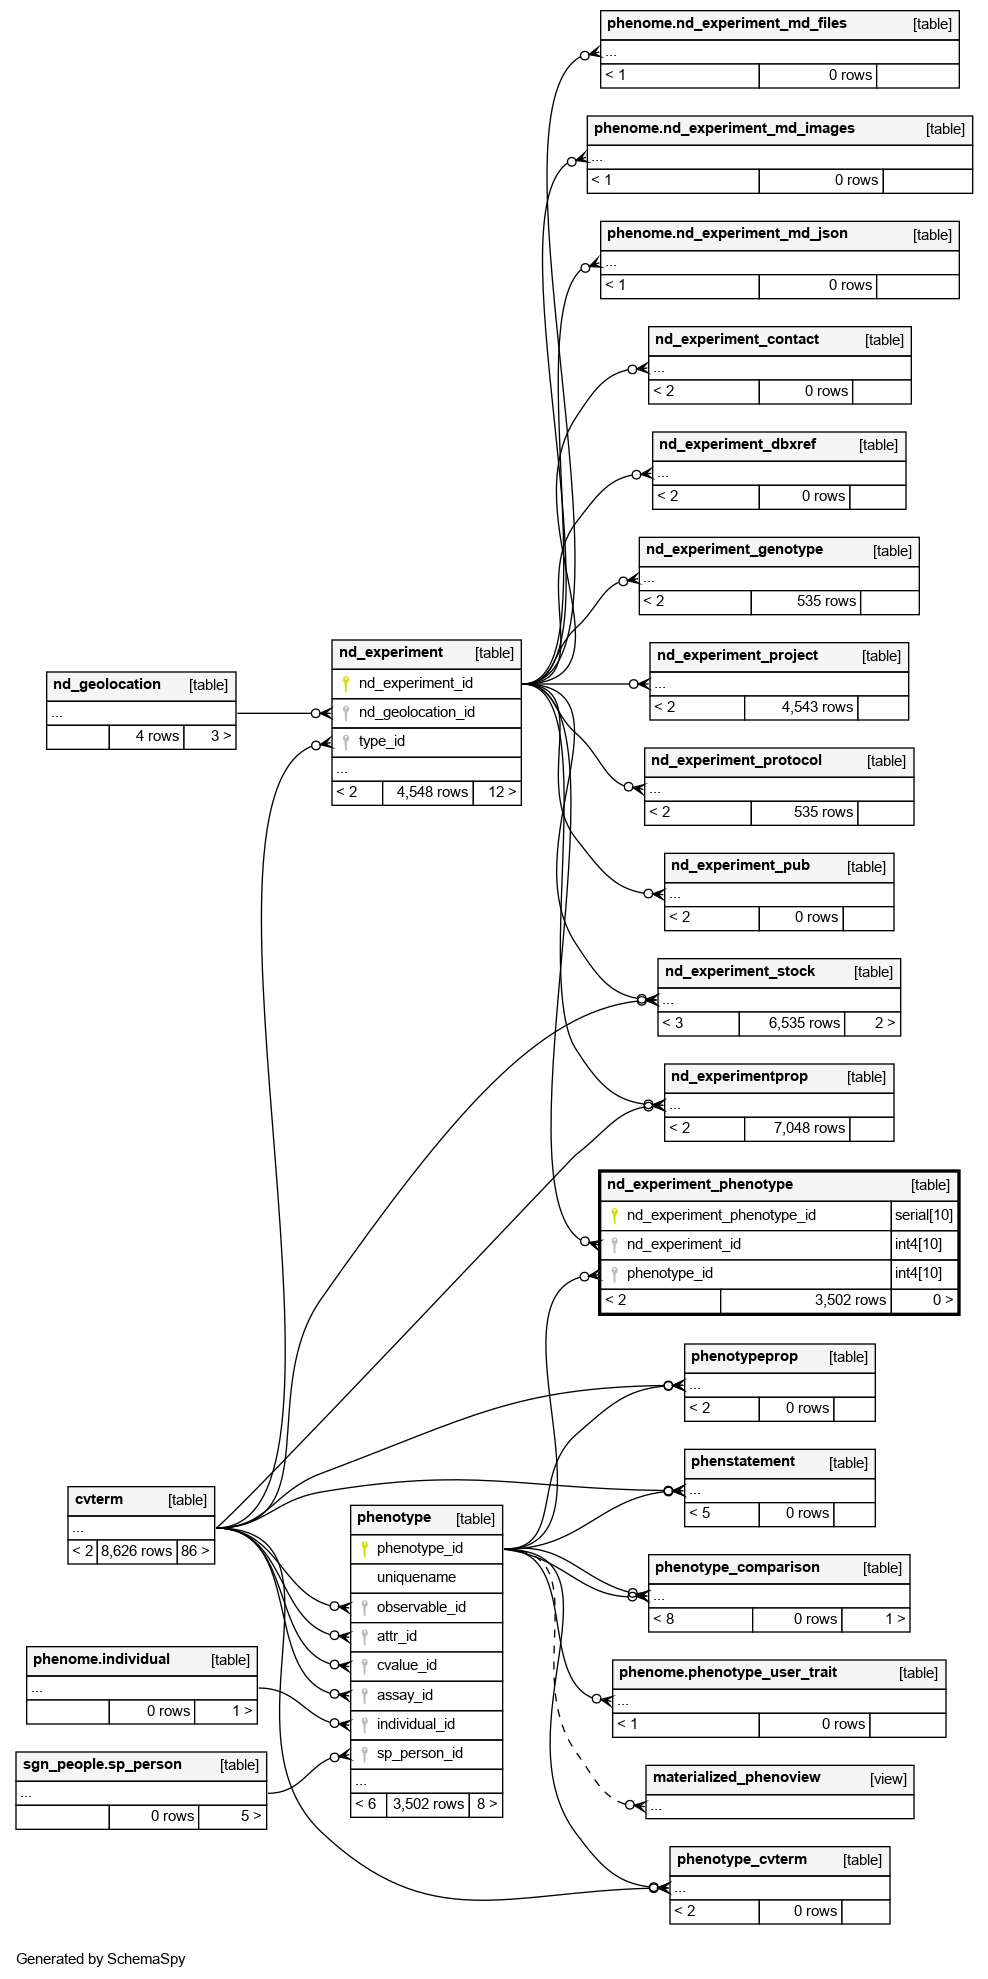 phenome.nd_experiment_md_files [table]
...
< 1 0 rows
phenome.nd_experiment_md_images [table]
...
< 1 0 rows
phenome.nd_experiment_md_json [table]
...
< 1 0 rows
nd_experiment_contact [table]
...
< 2 0 rows
nd_experiment_dbxref [table]
...
< 2 0 rows
nd_experiment_genotype [table]
...
< 2 535 rows
nd_experiment_project [table]
...
< 2 4,543 rows
nd_experiment_protocol [table]
...
< 2 535 rows
nd_experiment_pub [table]
...
< 2 0 rows
nd_experiment_stock [table]
...
< 3 6,535 rows 2 >
nd_experimentprop [table]
...
< 2 7,048 rows
nd_experiment_phenotype [table]
nd_experiment_phenotype_id serial[10]
nd_experiment_id int4[10]
phenotype_id int4[10]
< 2 3,502 rows 0 >
phenotypeprop [table]
...
< 2 0 rows
phenstatement [table]
...
< 5 0 rows
phenotype_comparison [table]
...
< 8 0 rows 1 >
phenome.phenotype_user_trait [table]
...
< 1 0 rows
materialized_phenoview [view]
...
phenotype_cvterm [table]
...
< 2 0 rows
nd_experiment [table]
nd_experiment_id
nd_geolocation_id
type_id
...
< 2 4,548 rows 12 >
nd_geolocation [table]
...
4 rows 3 >
cvterm [table]
...
< 2 8,626 rows 86 >
phenotype [table]
phenotype_id
uniquename
observable_id
attr_id
cvalue_id
assay_id
individual_id
sp_person_id
...
< 6 3,502 rows 8 >
phenome.individual [table]
...
0 rows 1 >
sgn_people.sp_person [table]
...
0 rows 5 >
Generated by SchemaSpy